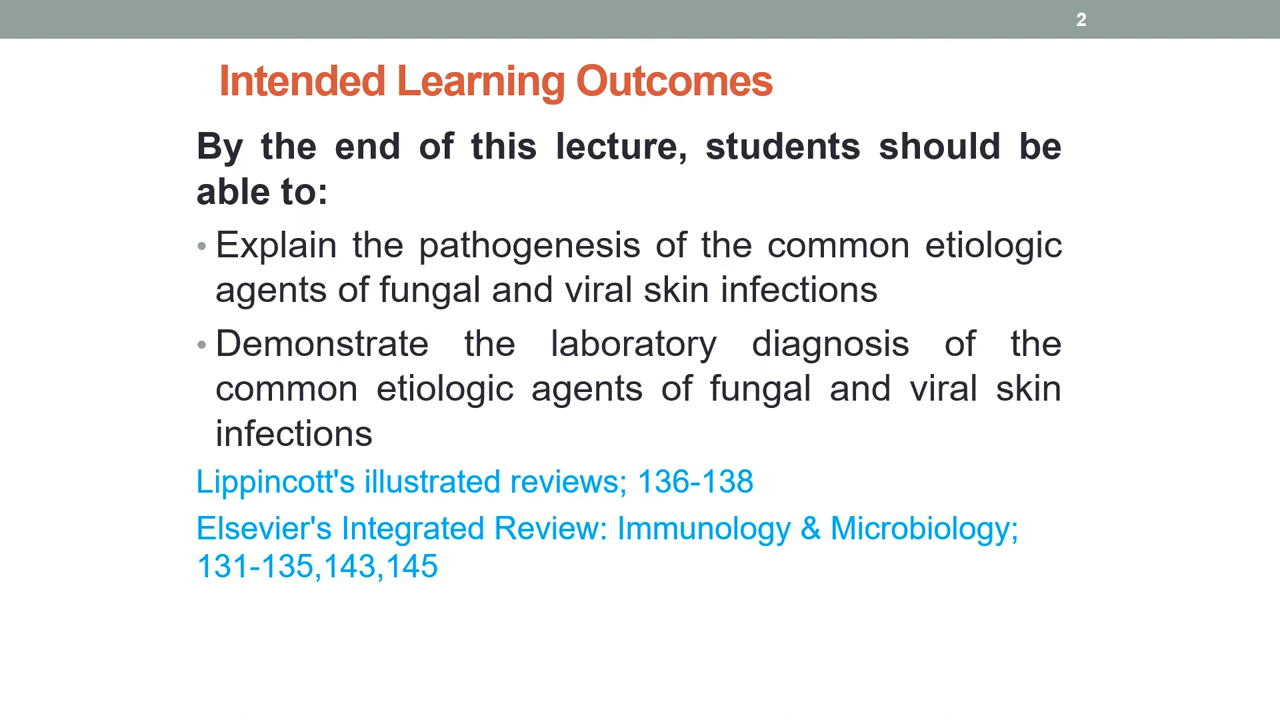 2
Intended Learning Outcomes
By the end of this lecture, students should be
able to:
• Explain the pathogenesis of the common etiologic
agents of fungal and viral skin infections
• Demonstrate the laboratory diagnosis of the
common etiologic agents of fungal and viral skin
infections
Lippincott's illustrated reviews; 136-138
Elsevier's Integrated Review: Immunology & Microbiology;
131-135,143,145